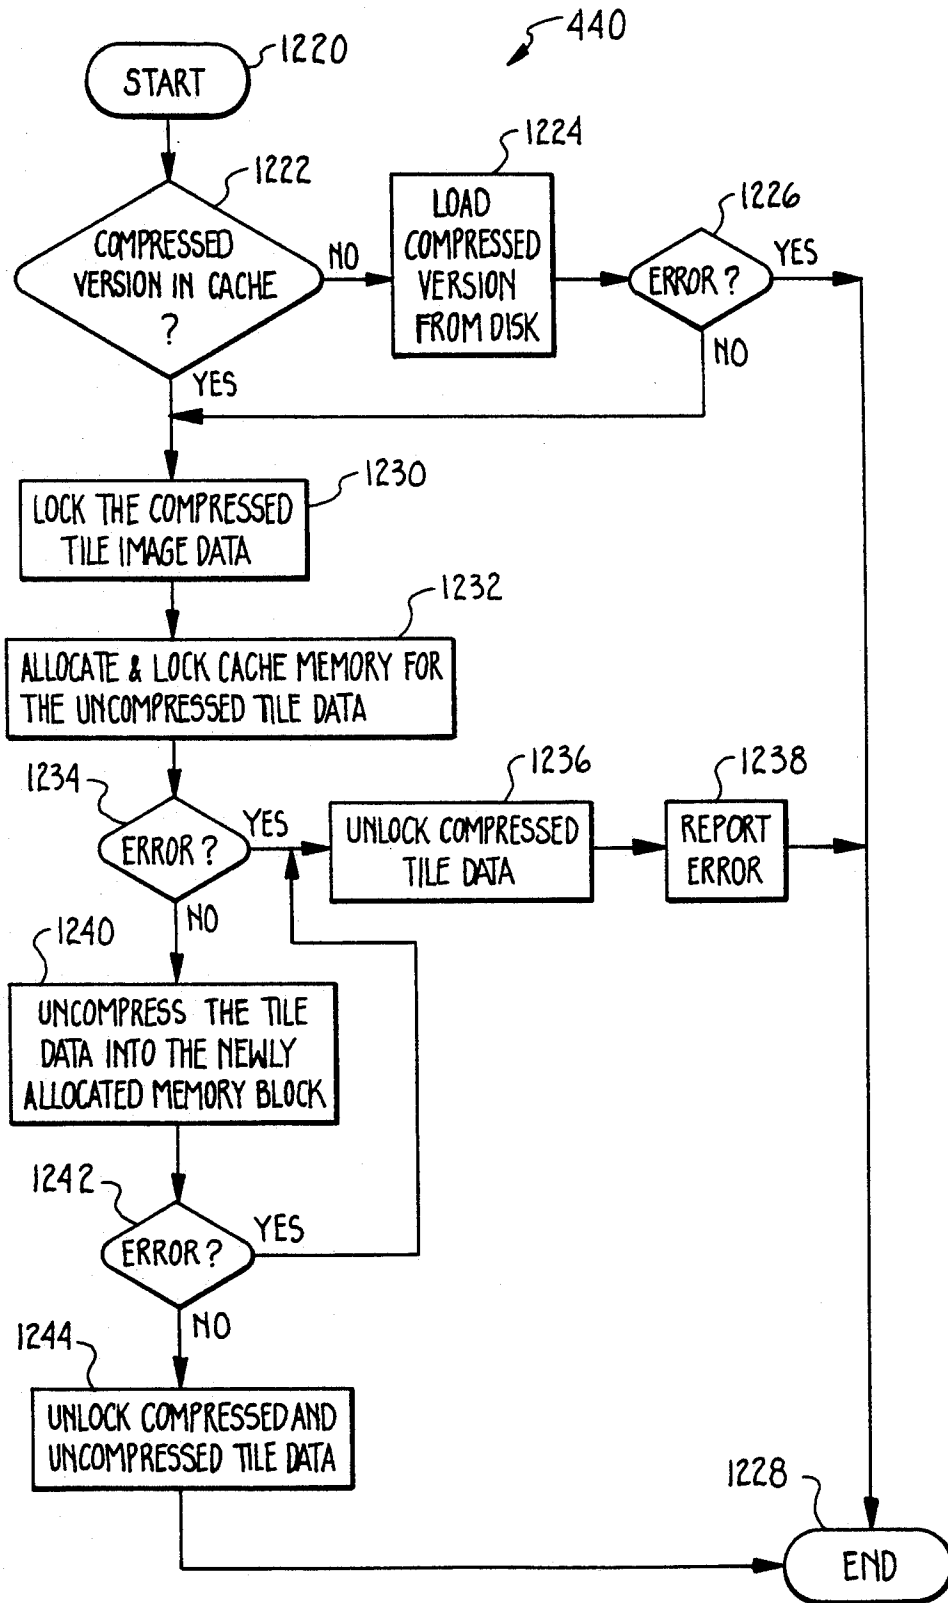 440
1220
START
1222
COMPRESSED
VERSION IN CACHE
?
NO
YES
1224
LOAD
COMPRESSED
VERSION
FROM DISK
1226
ERROR ?
YES
NO
1230
LOCK THE COMPRESSED
TILE IMAGE DATA
1232
ALLOCATE & LOCK CACHE MEMORY FOR
THE UNCOMPRESSED TILE DATA
1234
ERROR ?
YES
NO
1236
UNLOCK COMPRESSED
TILE DATA
1238
REPORT
ERROR
1240
UNCOMPRESS THE TILE
DATA INTO THE NEWLY
ALLOCATED MEMORY BLOCK
1242
ERROR ?
YES
NO
1244
UNLOCK COMPRESSED AND
UNCOMPRESSED TILE DATA
1228
END